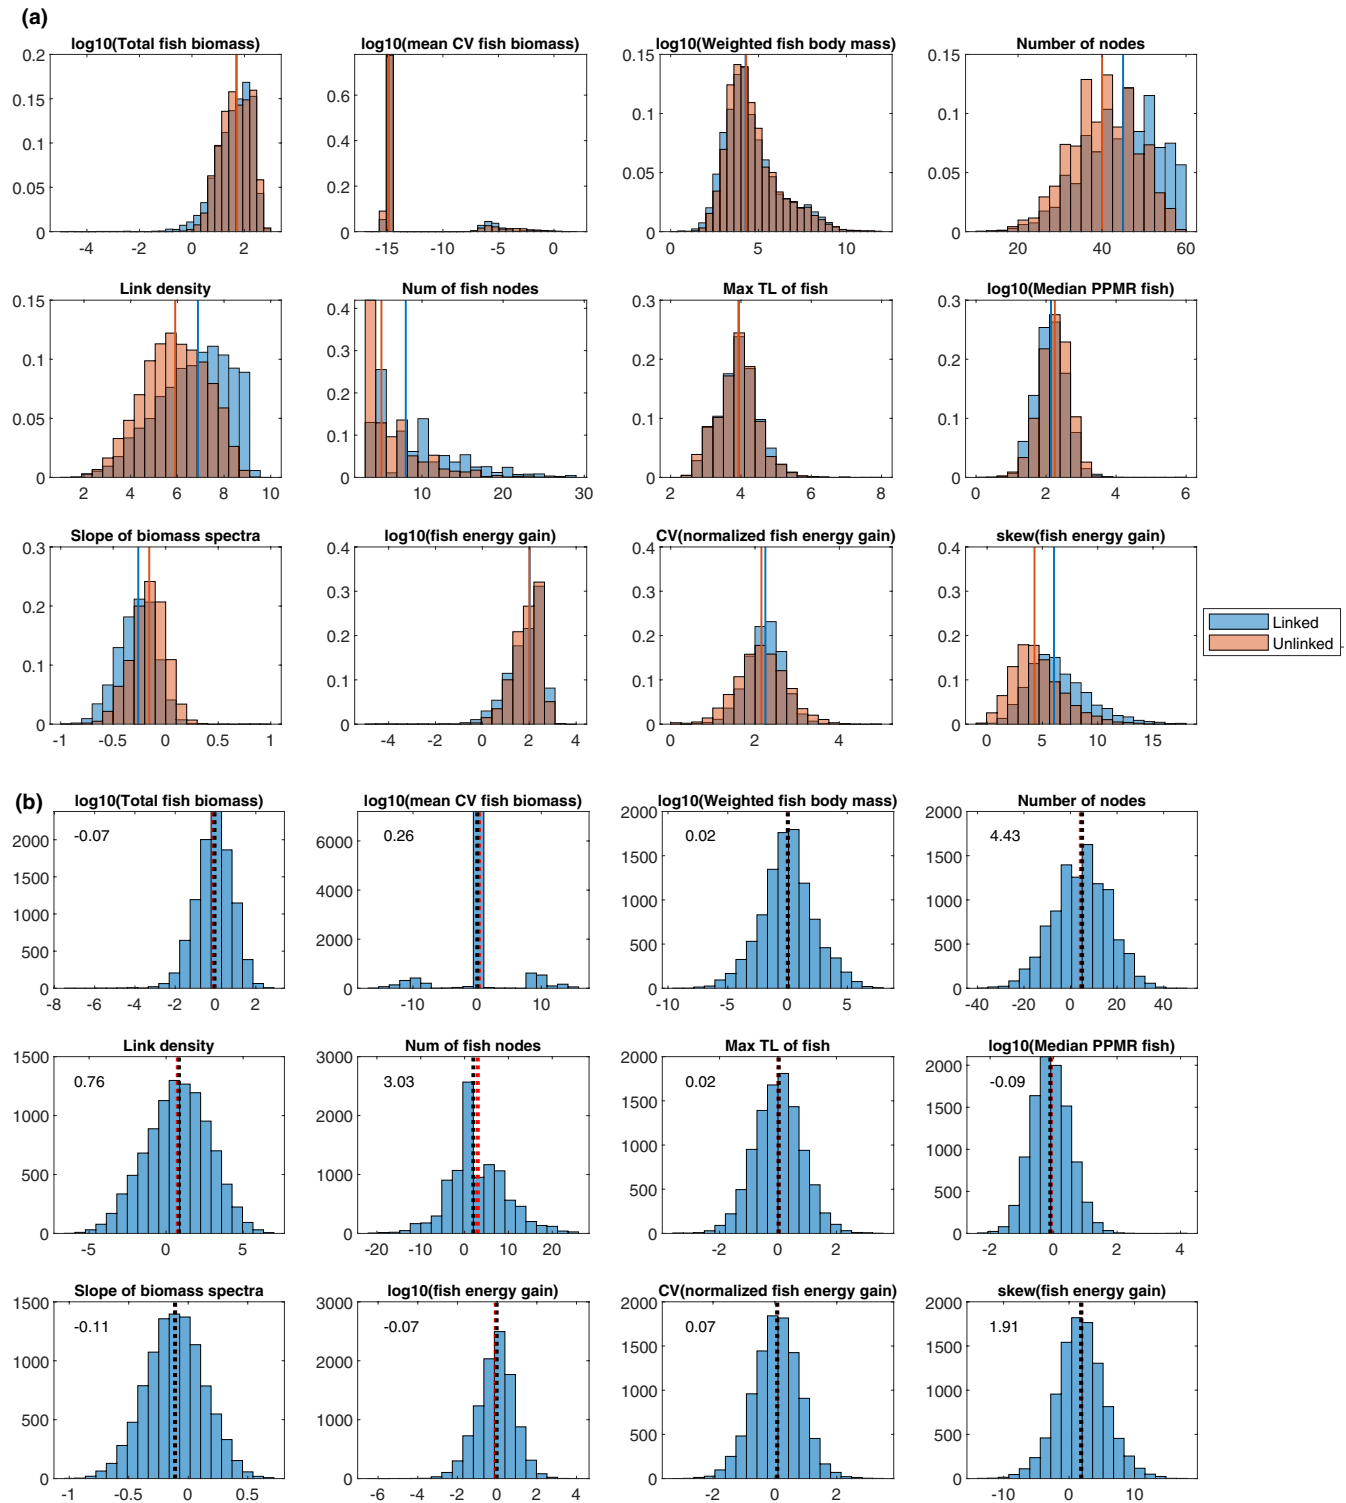 (a)
log10(Total fish biomass) log10(mean CV fish biomass) log10(Weighted fish body mass) Number of nodes
0.2 0.15 0.1 0.05 0
-4 -2 0 2
0.6 0.4 0.2 0
-15 -10 -5 0
0.15 0.1 0.05 0
0 5 10
0.15 0.1 0.05 0
20 40 60
Link density Num of fish nodes Max TL of fish log10(Median PPMR fish)
0.15 0.1 0.05 0
2 4 6 8 10
0.4 0.3 0.2 0.1 0
10 20 30
0.3 0.2 0.1 0
2 4 6 8
0.3 0.2 0.1 0
0 2 4 6
Slope of biomass spectra log10(fish energy gain) CV(normalized fish energy gain) skew(fish energy gain)
0.3 0.2 0.1 0
-1 -0.5 0 0.5 1
0.4 0.3 0.2 0.1 0
-4 -2 0 2 4
0.4 0.3 0.2 0.1 0
0 2 4
0.4 0.3 0.2 0.1 0
0 5 10 15
Linked
Unlinked
(b)
log10(Total fish biomass) log10(mean CV fish biomass) log10(Weighted fish body mass) Number of nodes
-0.07 0.26 0.02 4.43
2000 1500 1000 500 0
-8 -6 -4 -2 0 2
6000 4000 2000 0
-10 0 10
2000 1500 1000 500 0
-10 -5 0 5
2000 1500 1000 500 0
-40 -20 0 20 40
Link density Num of fish nodes Max TL of fish log10(Median PPMR fish)
0.76 3.03 0.02 -0.09
1500 1000 500 0
-5 0 5
3000 2000 1000 0
-20 -10 0 10 20
2000 1500 1000 500 0
-2 0 2
2000 1500 1000 500 0
-2 0 2 4
Slope of biomass spectra log10(fish energy gain) CV(normalized fish energy gain) skew(fish energy gain)
-0.11 -0.07 0.07 1.91
1500 1000 500 0
-1 -0.5 0 0.5
3000 2000 1000 0
-6 -4 -2 0 2 4
2000 1500 1000 500 0
-2 0 2
2000 1500 1000 500 0
-10 0 10